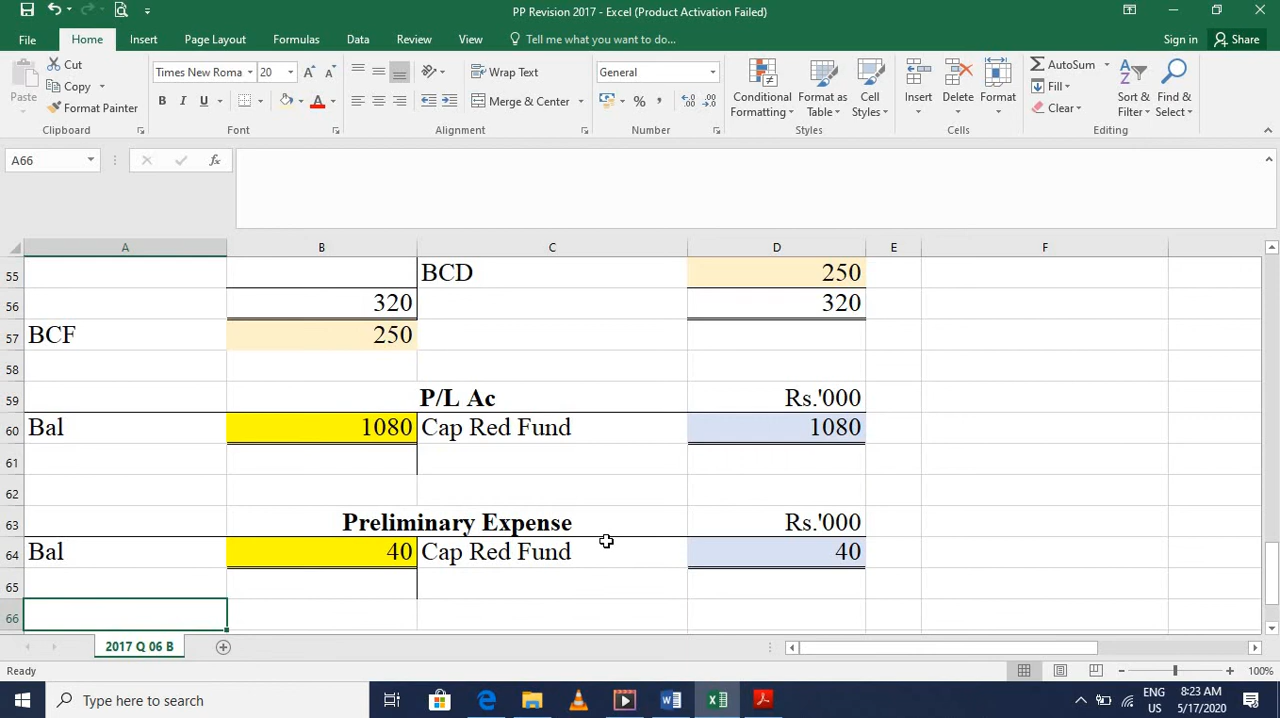 PP Revision 2017 - Excel (Product Activation Failed)
File Home Insert Page Layout Formulas Data Review View Tell me what you want to do... Sign in Share
Paste Cut Copy Format Painter Clipboard
Times New Roma 20 B I U A Font
Wrap Text Merge & Center Alignment
General % , Number
Conditional Formatting Format as Table Cell Styles Styles
Insert Delete Format Cells
AutoSum Fill Clear Sort & Filter Find & Select Editing
A66 fx
A B C D E F
55 BCD 250
56 320 320
57 BCF 250
58
59 P/L Ac Rs.'000
60 Bal 1080 Cap Red Fund 1080
61
62
63 Preliminary Expense Rs.'000
64 Bal 40 Cap Red Fund 40
65
66
2017 Q 06 B
Ready 100%
Type here to search ENG US 8:23 AM 5/17/2020